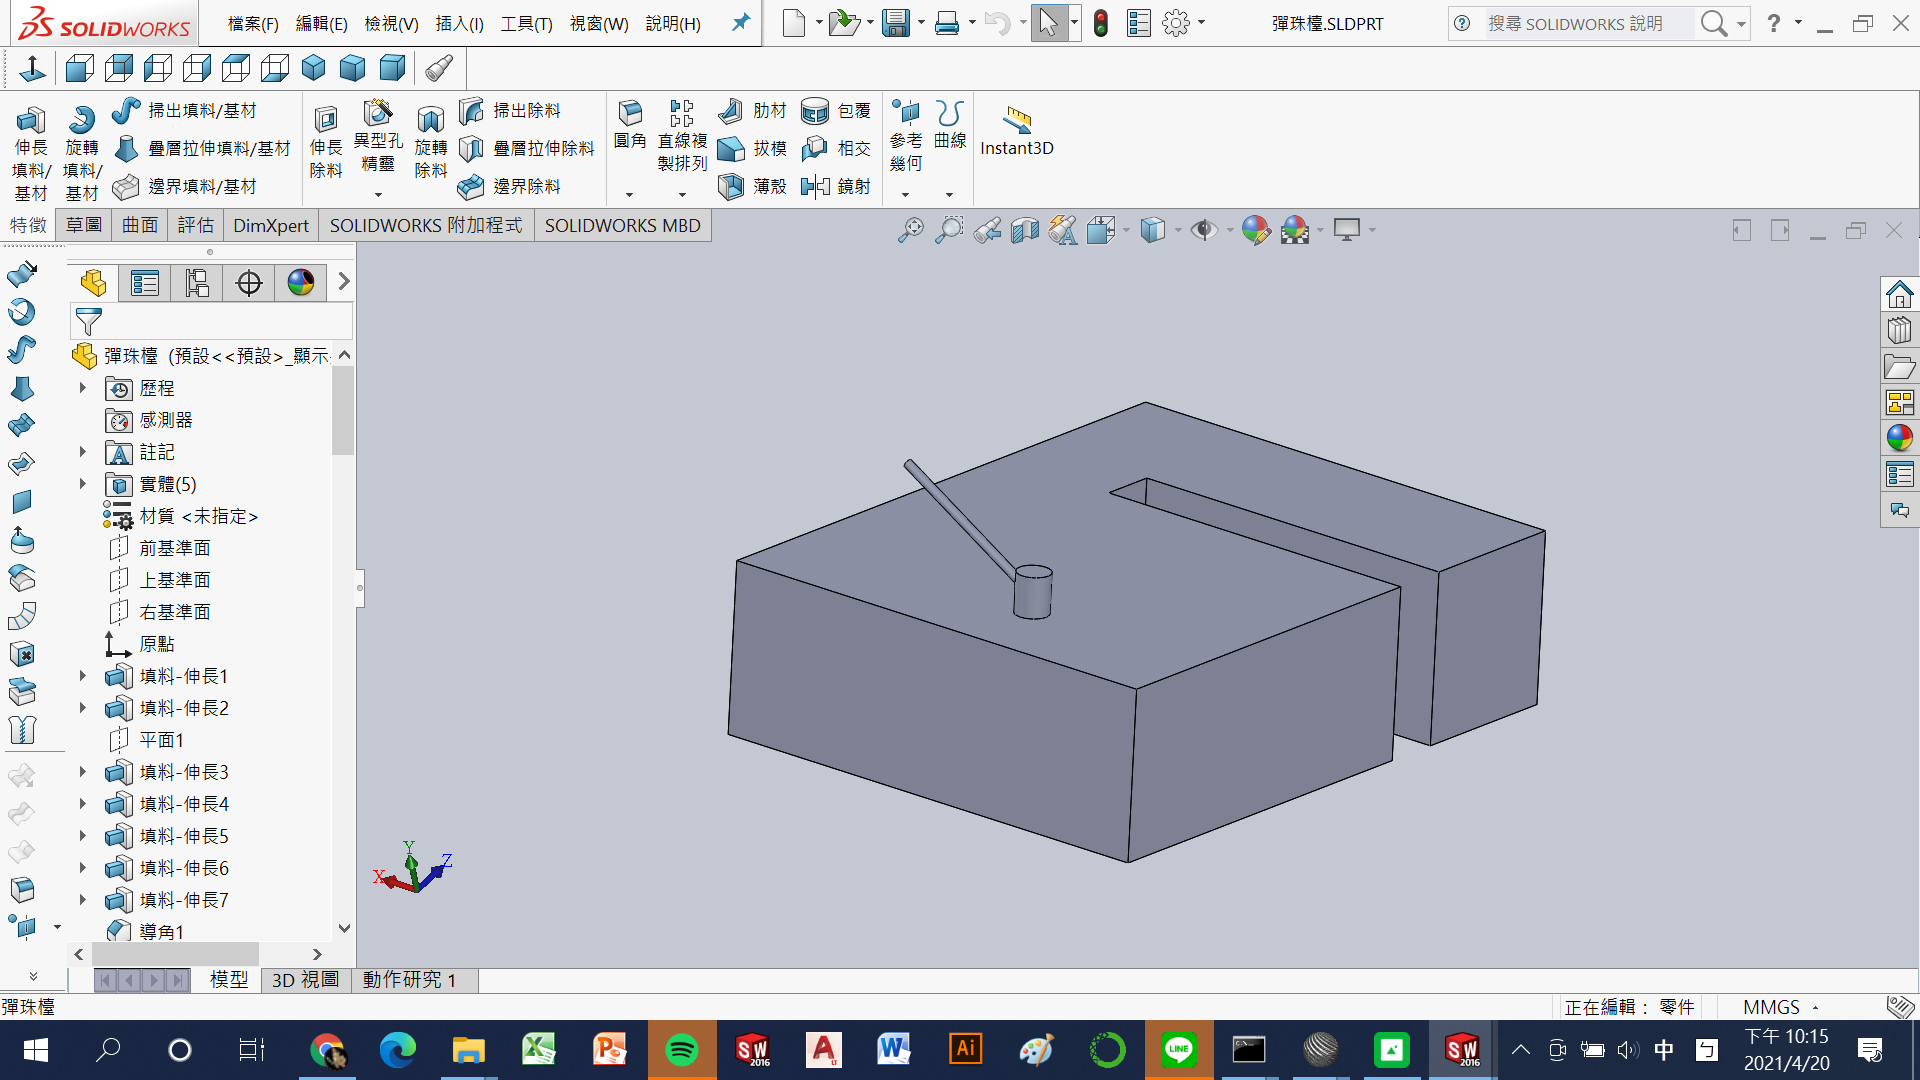 SOLIDWORKS
檔案(F) 編輯(E) 檢視(V) 插入(I) 工具(T) 視窗(W) 說明(H)
彈珠檯.SLDPRT
搜尋 SOLIDWORKS 說明
伸長填料/基材
旋轉填料/基材
掃出填料/基材
疊層拉伸填料/基材
邊界填料/基材
伸長除料
異型孔精靈
旋轉除料
掃出除料
疊層拉伸除料
邊界除料
圓角
直線複製排列
肋材
拔模
薄殼
包覆
相交
鏡射
參考幾何
曲線
Instant3D
特徵 草圖 曲面 評估 DimXpert SOLIDWORKS 附加程式 SOLIDWORKS MBD
彈珠檯 (預設<<預設>_顯示
歷程
感測器
註記
實體(5)
材質 <未指定>
前基準面
上基準面
右基準面
原點
填料-伸長1
填料-伸長2
平面1
填料-伸長3
填料-伸長4
填料-伸長5
填料-伸長6
填料-伸長7
導角1
X Y Z
模型 3D 視圖 動作研究 1
彈珠檯
正在編輯： 零件
MMGS
SW 2016
Ai
LINE
SW 2016
中
下午 10:15
2021/4/20